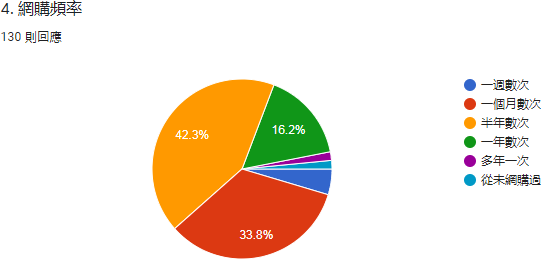 4. 網購頻率
130 則回應
42.3%
16.2%
33.8%
一週數次
一個月數次
半年數次
一年數次
多年一次
從未網購過